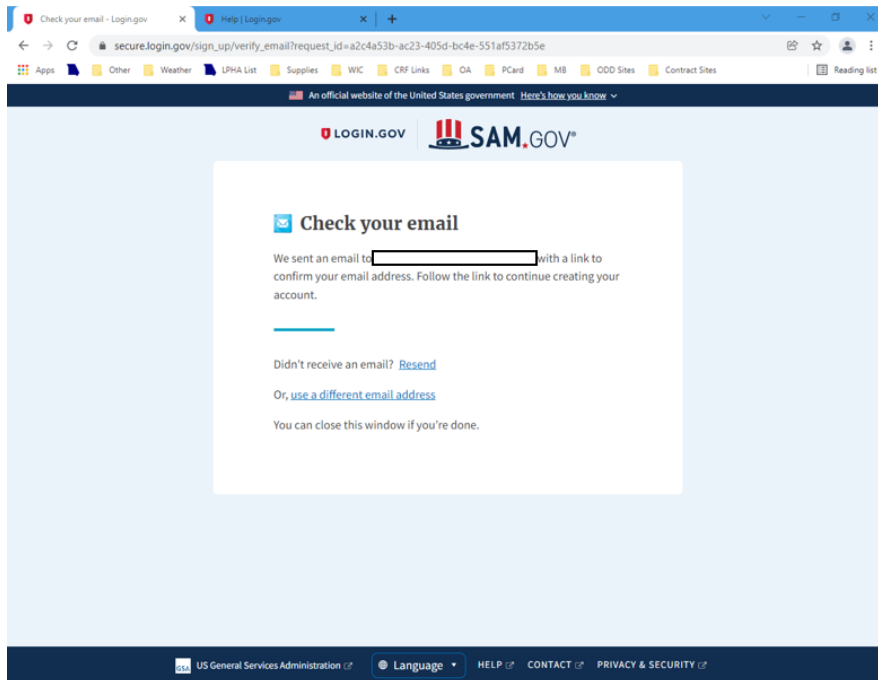 Check your email - Login.gov
Help | Login.gov
secure.login.gov/sign_up/verify_email?request_id=a2c4a53b-ac23-405d-bc4e-551af5372b5e
Apps Other Weather LPHA List Supplies WIC CRF Links OA PCard MB ODD Sites Contract Sites Reading list
An official website of the United States government Here's how you know
LOGIN.GOV SAM.GOV®
Check your email
We sent an email to with a link to
confirm your email address. Follow the link to continue creating your
account.
Didn't receive an email? Resend
Or, use a different email address
You can close this window if you're done.
GSA US General Services Administration Language HELP CONTACT PRIVACY & SECURITY